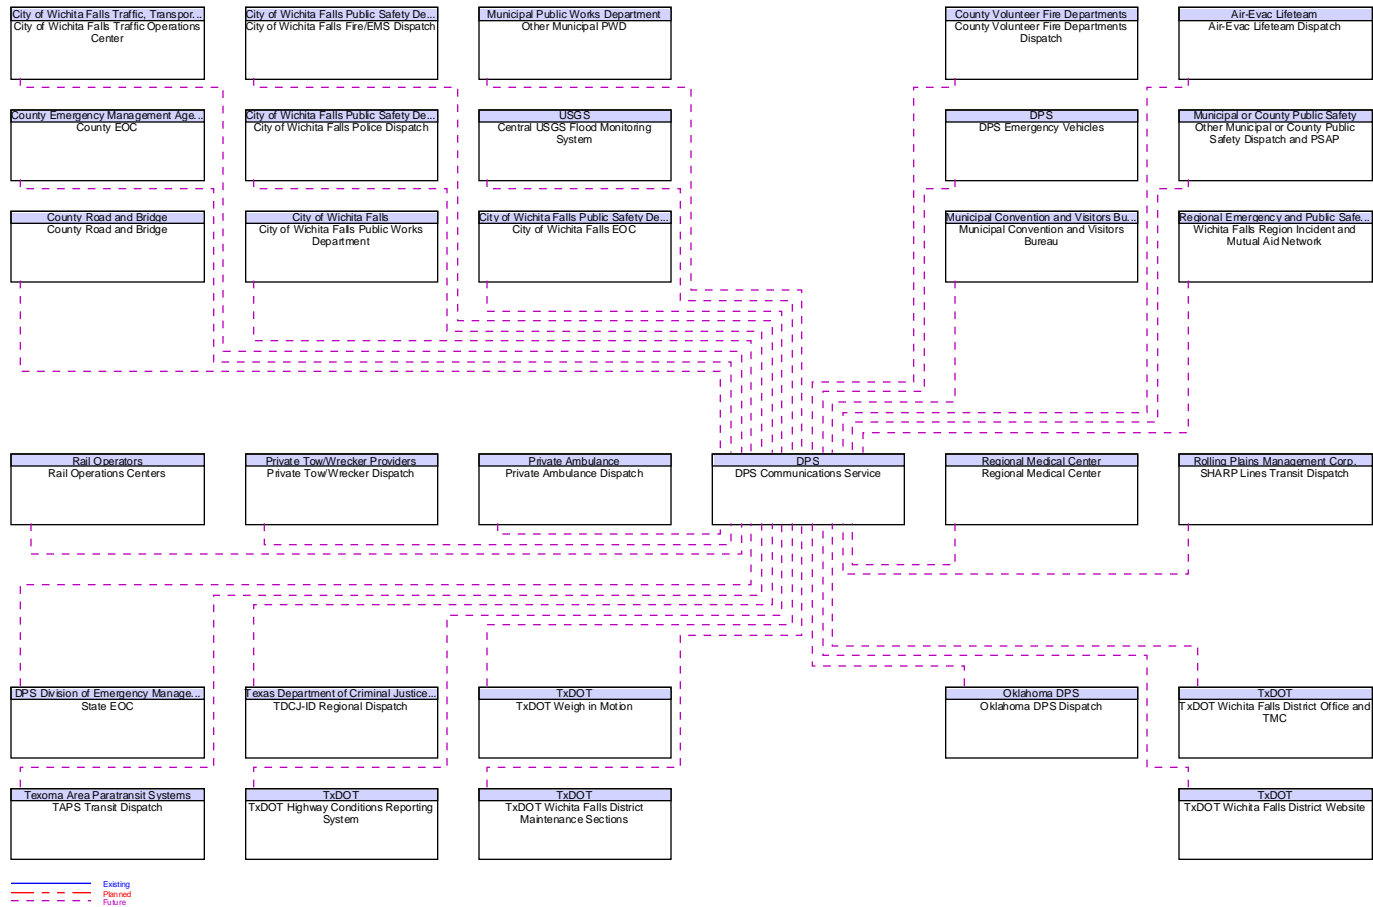 City of Wichita Falls Traffic, Transpor...
City of Wichita Falls Traffic Operations
Center
City of Wichita Falls Public Safety De...
City of Wichita Falls Fire/EMS Dispatch
Municipal Public Works Department
Other Municipal PWD
County Volunteer Fire Departments
County Volunteer Fire Departments
Dispatch
Air-Evac Lifeteam
Air-Evac Lifeteam Dispatch
County Emergency Management Age...
County EOC
City of Wichita Falls Public Safety De...
City of Wichita Falls Police Dispatch
USGS
Central USGS Flood Monitoring
System
DPS
DPS Emergency Vehicles
Municipal or County Public Safety
Other Municipal or County Public
Safety Dispatch and PSAP
County Road and Bridge
County Road and Bridge
City of Wichita Falls
City of Wichita Falls Public Works
Department
City of Wichita Falls Public Safety De...
City of Wichita Falls EOC
Municipal Convention and Visitors Bu...
Municipal Convention and Visitors
Bureau
Regional Emergency and Public Safe...
Wichita Falls Region Incident and
Mutual Aid Network
Rail Operators
Rail Operations Centers
Private Tow/Wrecker Providers
Private Tow/Wrecker Dispatch
Private Ambulance
Private Ambulance Dispatch
DPS
DPS Communications Service
Regional Medical Center
Regional Medical Center
Rolling Plains Management Corp.
SHARP Lines Transit Dispatch
DPS Division of Emergency Manage...
State EOC
Texas Department of Criminal Justice...
TDCJ-ID Regional Dispatch
TxDOT
TxDOT Weigh in Motion
Oklahoma DPS
Oklahoma DPS Dispatch
TxDOT
TxDOT Wichita Falls District Office and
TMC
Texoma Area Paratransit Systems
TAPS Transit Dispatch
TxDOT
TxDOT Highway Conditions Reporting
System
TxDOT
TxDOT Wichita Falls District
Maintenance Sections
TxDOT
TxDOT Wichita Falls District Website
Existing
Planned
Future